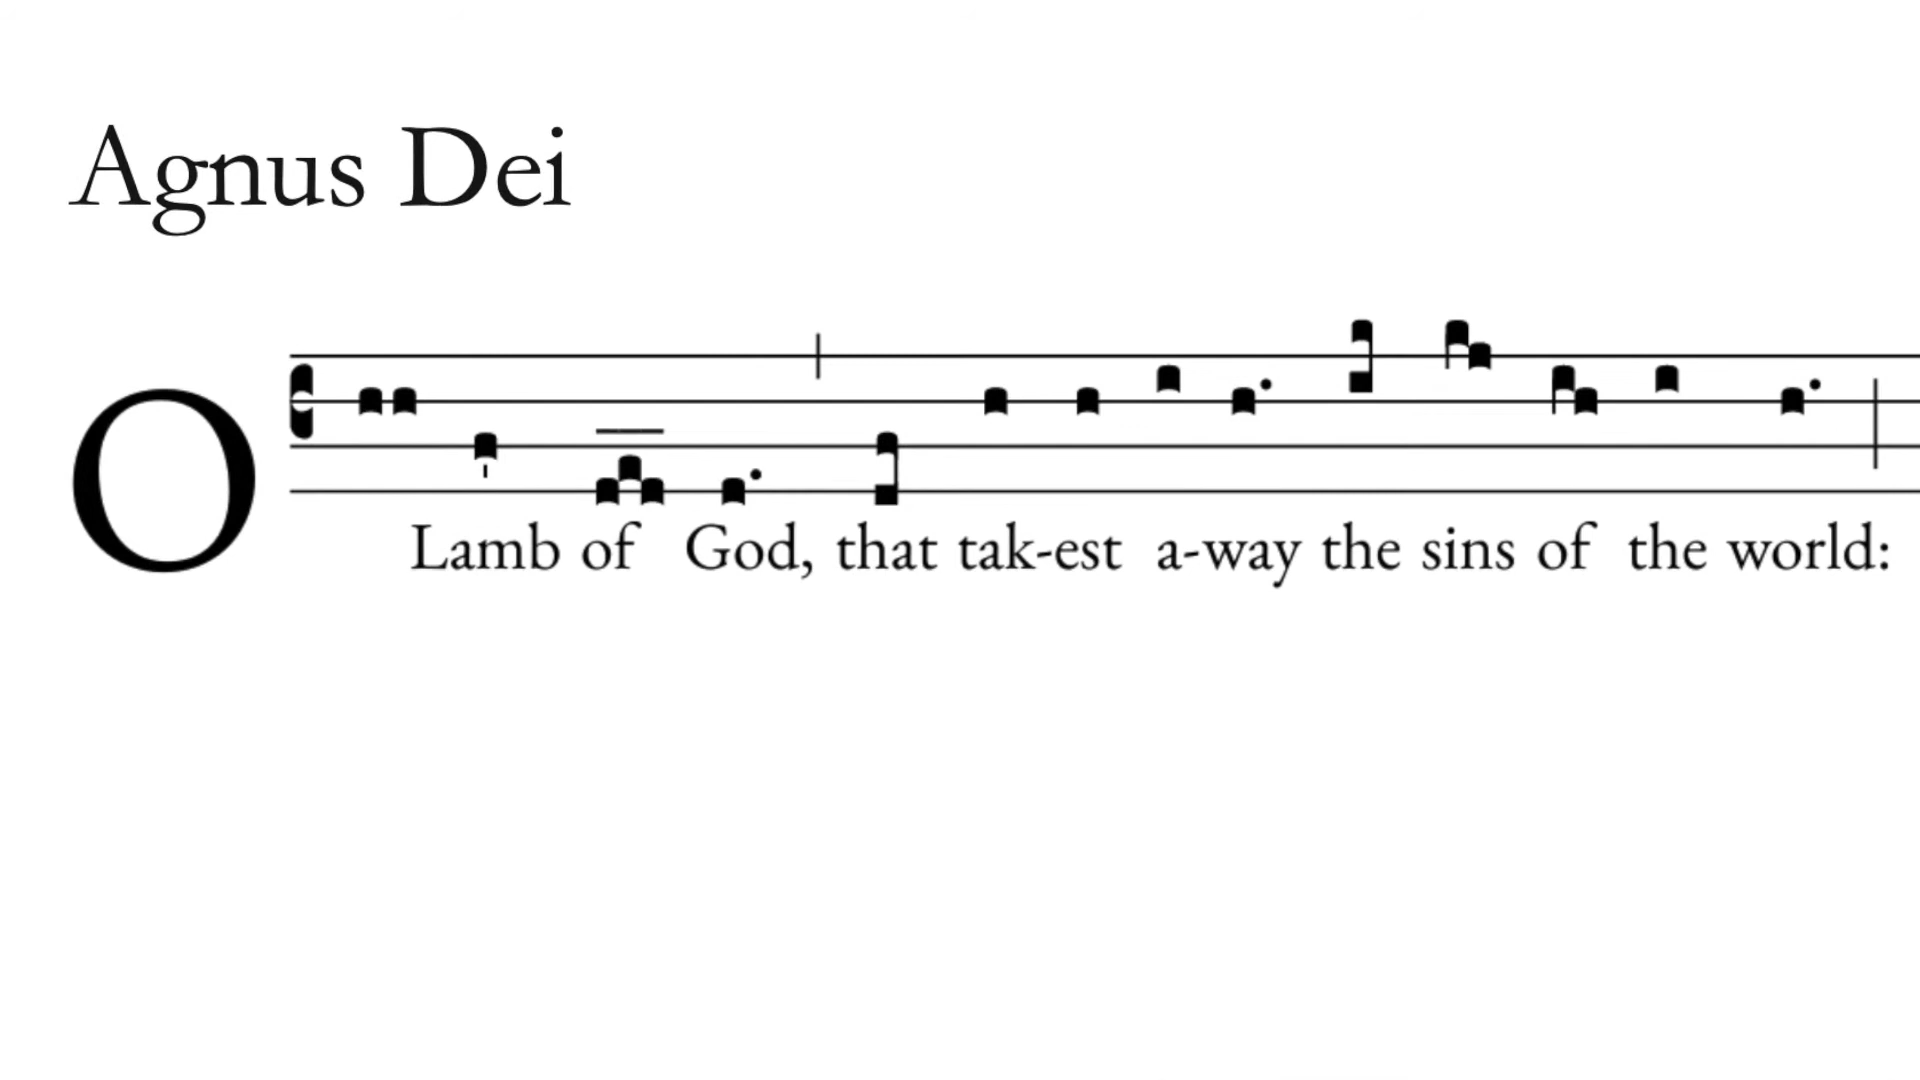 Agnus Dei
O Lamb of God, that tak-est a-way the sins of the world: